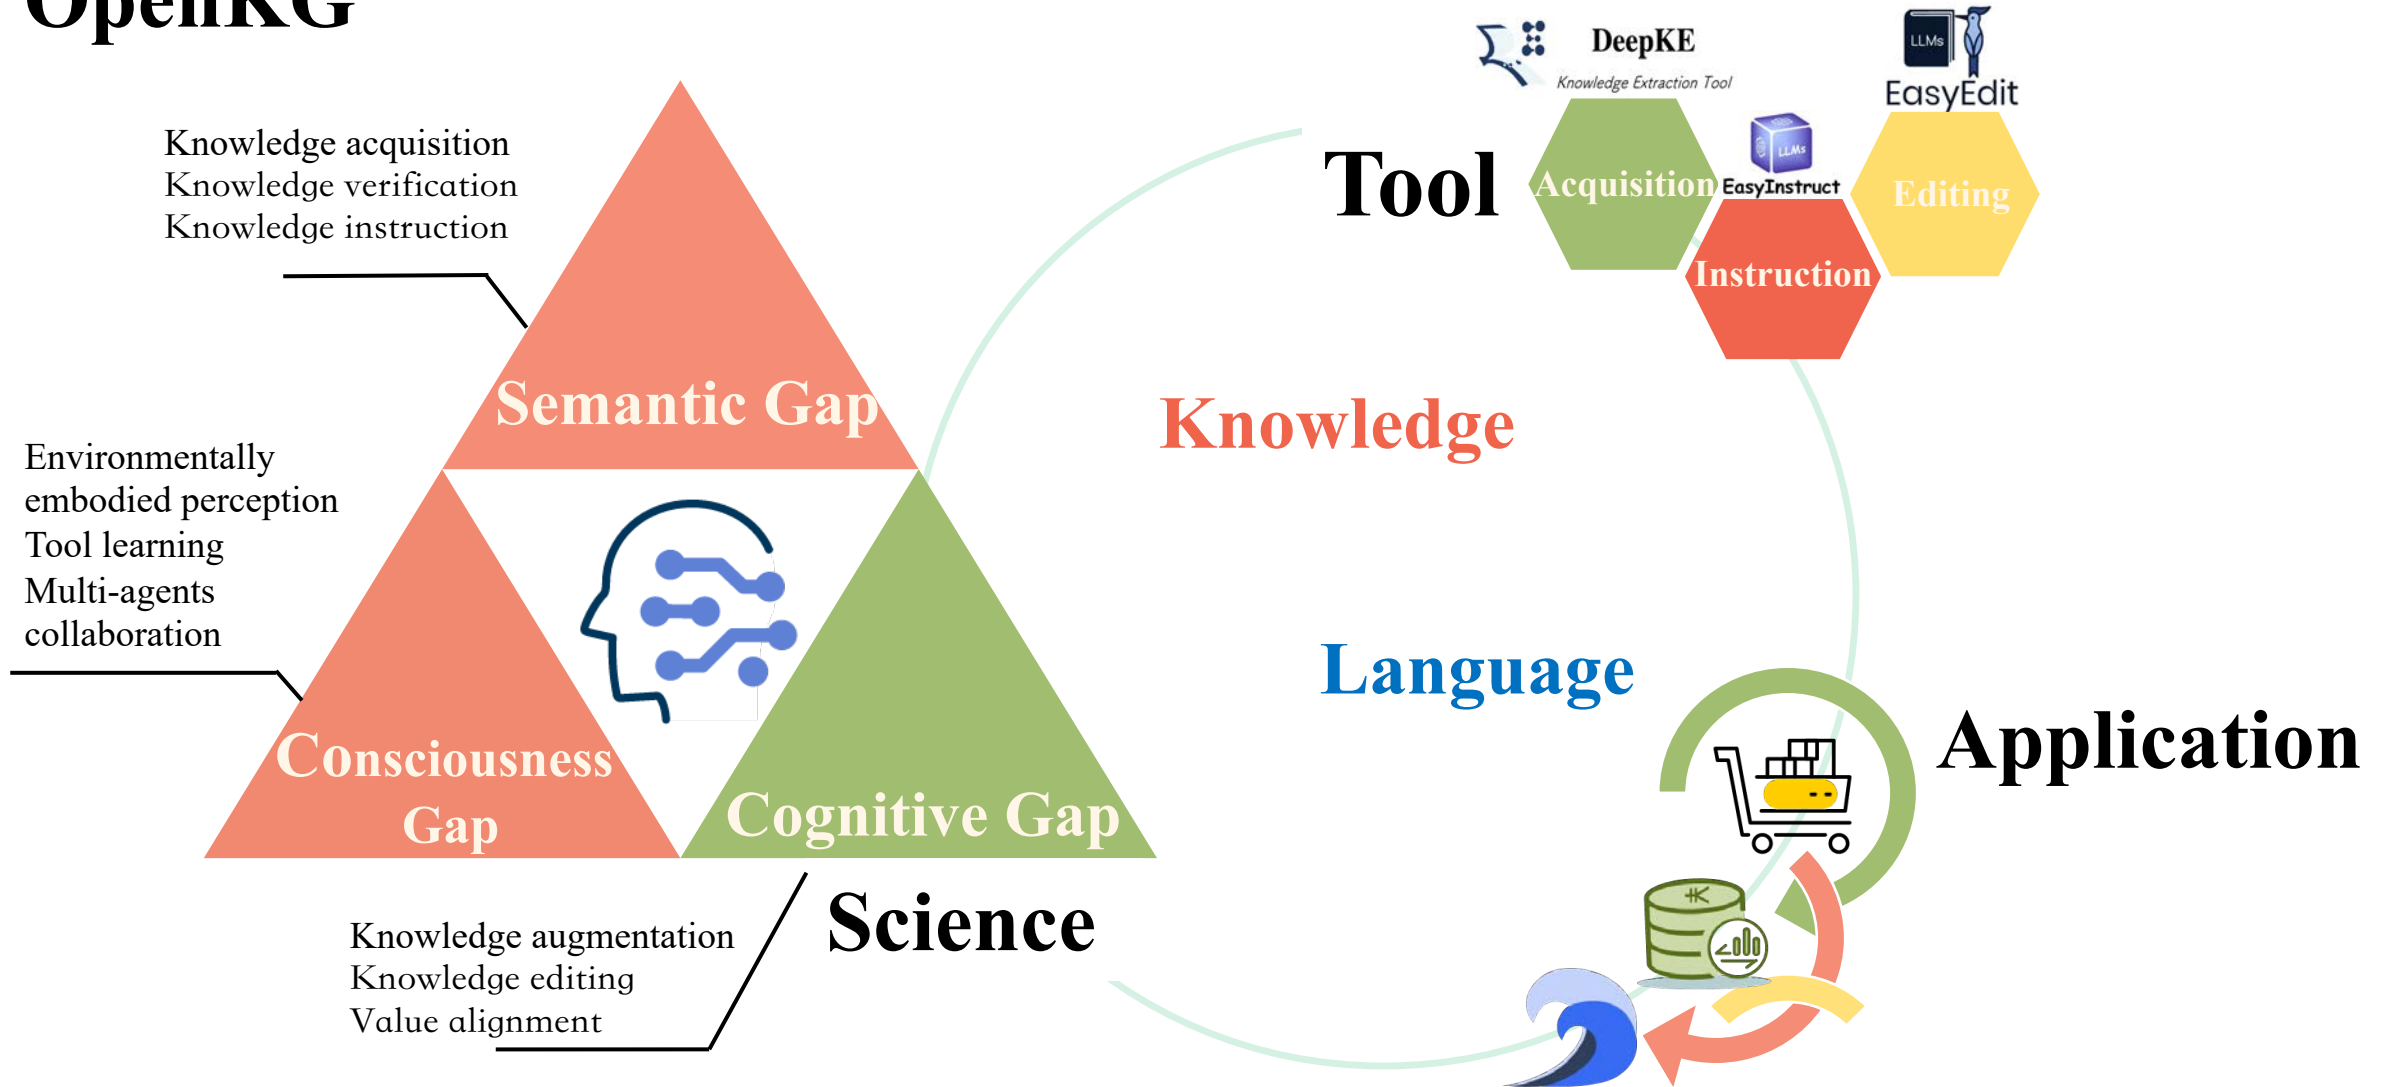 OpenKG
Knowledge acquisition
Knowledge verification
Knowledge instruction
Semantic Gap
Environmentally
embodied perception
Tool learning
Multi-agents
collaboration
Consciousness
Gap
Cognitive Gap
Knowledge augmentation
Knowledge editing
Value alignment
Science
Tool
DeepKE
Knowledge Extraction Tool
Acquisition
LLMs
EasyInstruct
Instruction
LLMs
EasyEdit
Editing
Knowledge
Language
Application